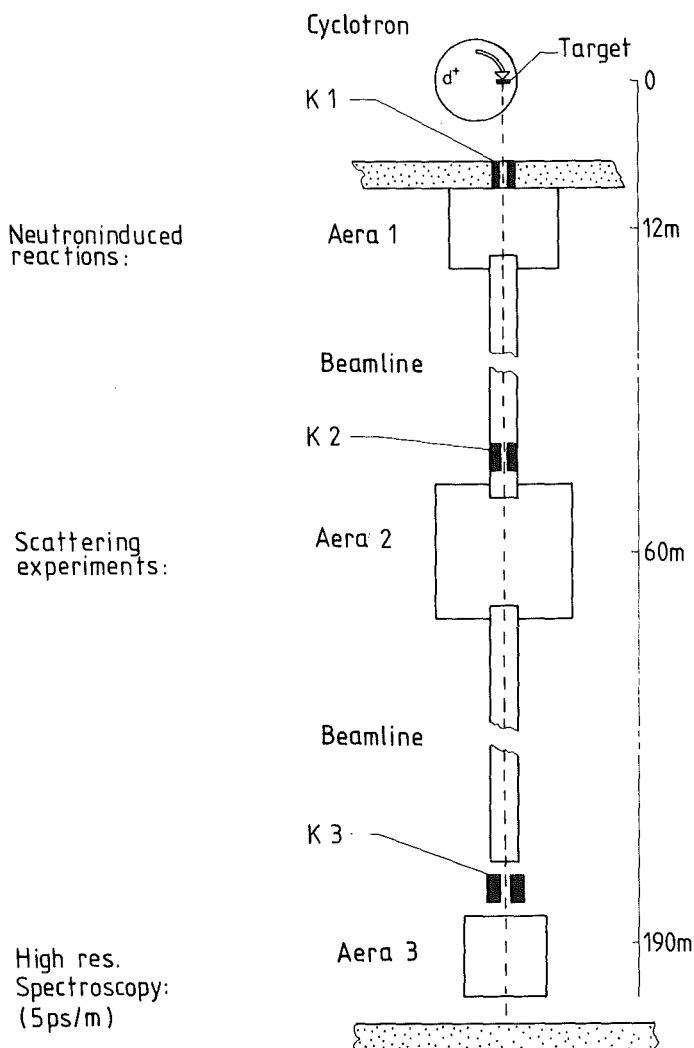 Cyclotron
Target
d+
0
K 1
12m
Neutroninduced
reactions:
Aera 1
Beamline
K 2
Scattering
experiments:
Aera 2
60m
Beamline
K 3
High res.
Spectroscopy:
(5ps/m)
Aera 3
190m